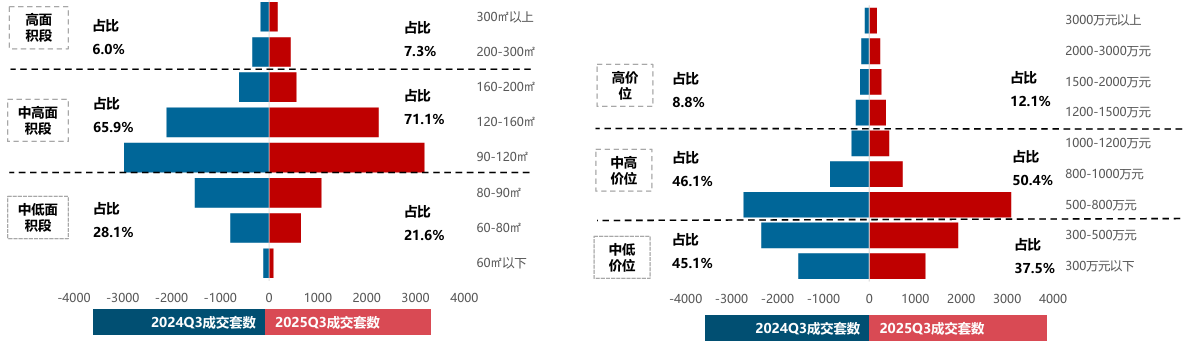 高面
积段
占比
6.0%
占比
7.3%
300㎡以上
200-300㎡
中高面
积段
占比
65.9%
占比
71.1%
160-200㎡
120-160㎡
90-120㎡
中低面
积段
占比
28.1%
占比
21.6%
80-90㎡
60-80㎡
60㎡以下
-4000 -3000 -2000 -1000 0 1000 2000 3000 4000
2024Q3成交套数 2025Q3成交套数
高价
位
占比
8.8%
占比
12.1%
3000万元以上
2000-3000万元
1500-2000万元
1200-1500万元
中高
价位
占比
46.1%
占比
50.4%
1000-1200万元
800-1000万元
500-800万元
中低
价位
占比
45.1%
占比
37.5%
300-500万元
300万元以下
-4000 -3000 -2000 -1000 0 1000 2000 3000 4000
2024Q3成交套数 2025Q3成交套数